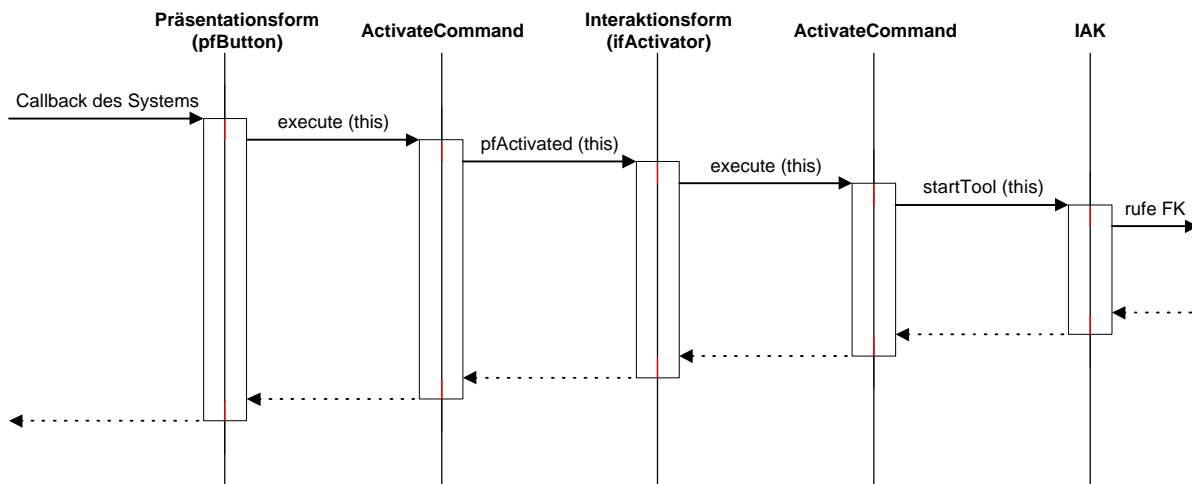 Präsentationsform
(pfButton)
ActivateCommand
Interaktionsform
(ifActivator)
ActivateCommand
IAK
Callback des Systems
execute (this)
pfActivated (this)
execute (this)
startTool (this)
rufe FK